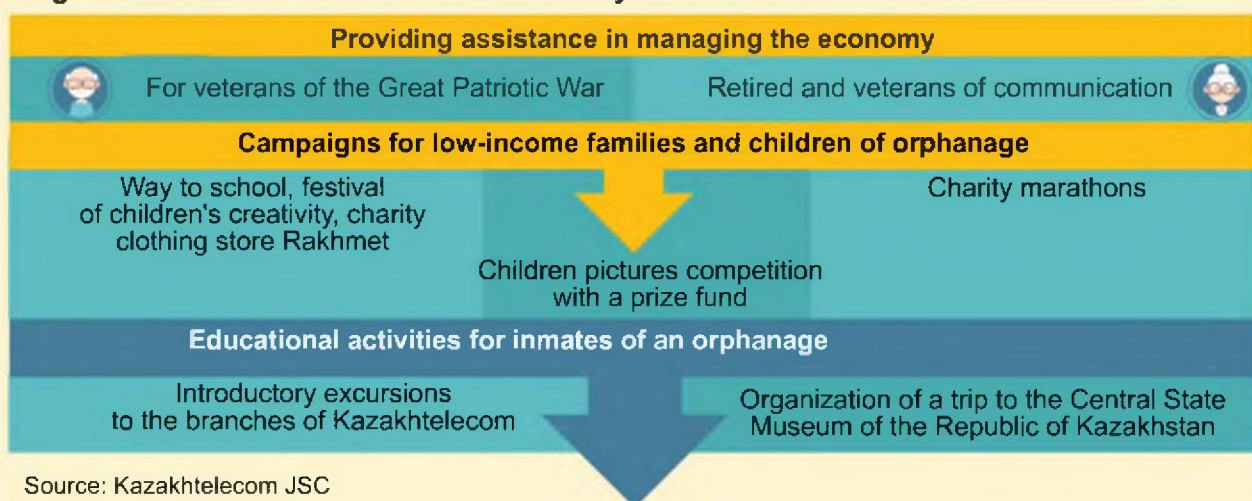 Providing assistance in managing the economy
For veterans of the Great Patriotic War
Retired and veterans of communication
Campaigns for low-income families and children of orphanage
Way to school, festival
of children's creativity, charity
clothing store Rakhmet
Charity marathons
Children pictures competition
with a prize fund
Educational activities for inmates of an orphanage
Introductory excursions
to the branches of Kazakhtelecom
Organization of a trip to the Central State
Museum of the Republic of Kazakhstan
Source: Kazakhtelecom JSC